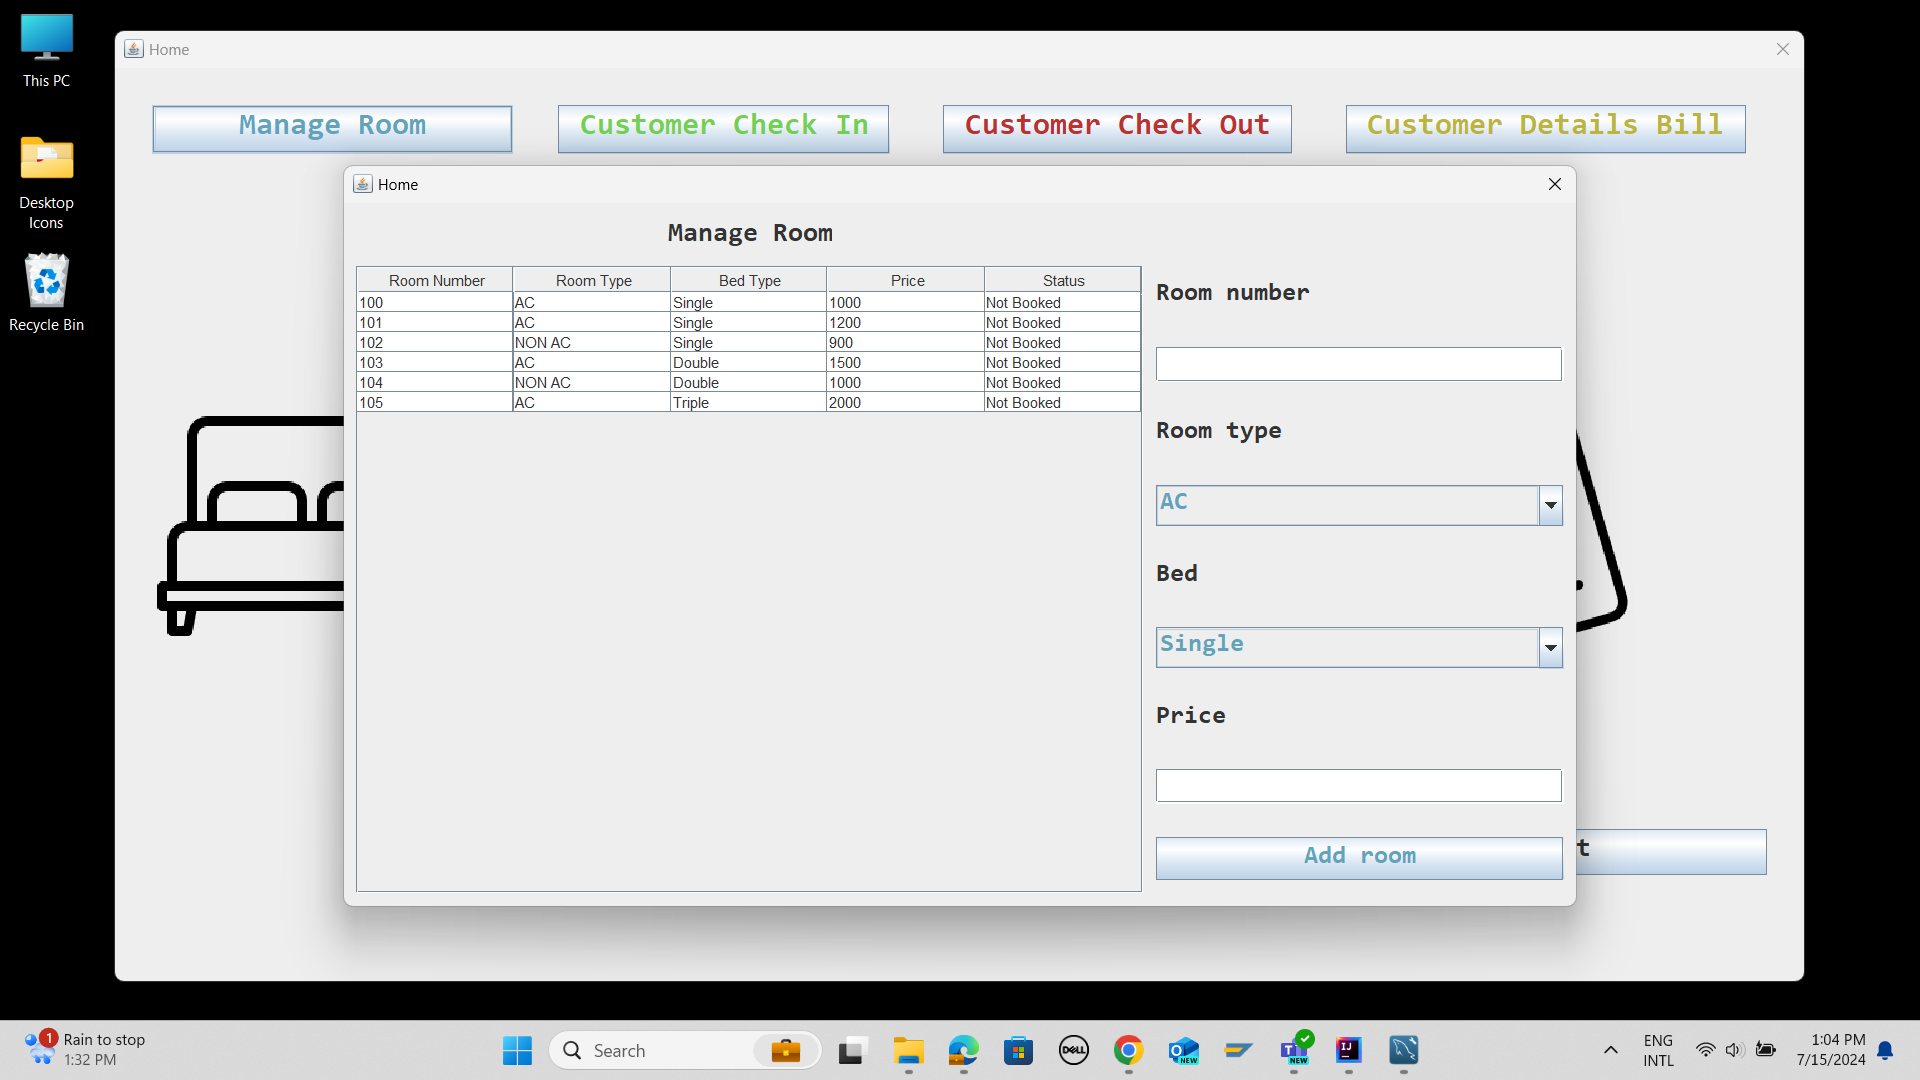 This PC
Desktop
Icons
Recycle Bin
Home
Manage Room
Customer Check In
Customer Check Out
Customer Details Bill
Home
Manage Room
Room Number Room Type Bed Type Price Status
100 AC Single 1000 Not Booked
101 AC Single 1200 Not Booked
102 NON AC Single 900 Not Booked
103 AC Double 1500 Not Booked
104 NON AC Double 1000 Not Booked
105 AC Triple 2000 Not Booked
Room number
Room type
AC
Bed
Single
Price
Add room
t
1
Rain to stop
1:32 PM
Search
DELL
NEW
NEW
IJ
ENG
INTL
1:04 PM
7/15/2024